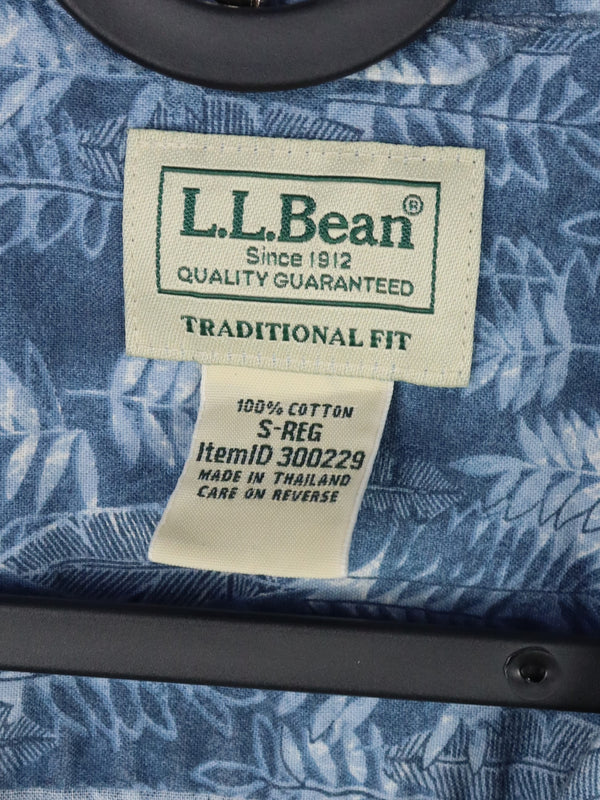 L.L.Bean®
Since 1912
QUALITY GUARANTEED
TRADITIONAL FIT
100% COTTON
S-REG
ItemID 300229
MADE IN THAILAND
CARE ON REVERSE